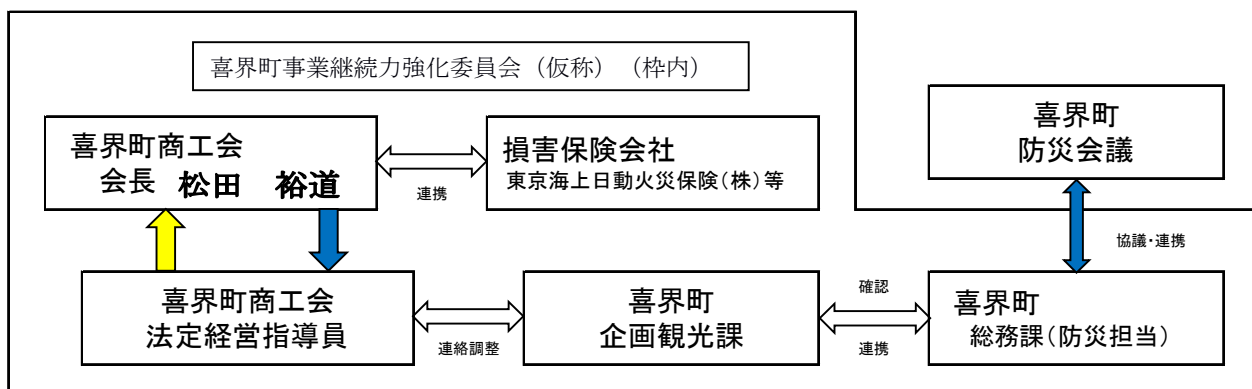 喜界町事業継続力強化委員会（仮称）（枠内）
喜界町商工会
会長 松田 裕道
連携
損害保険会社
東京海上日動火災保険(株)等
喜界町
防災会議
協議・連携
喜界町商工会
法定経営指導員
連絡調整
喜界町
企画観光課
確認
連携
喜界町
総務課(防災担当)